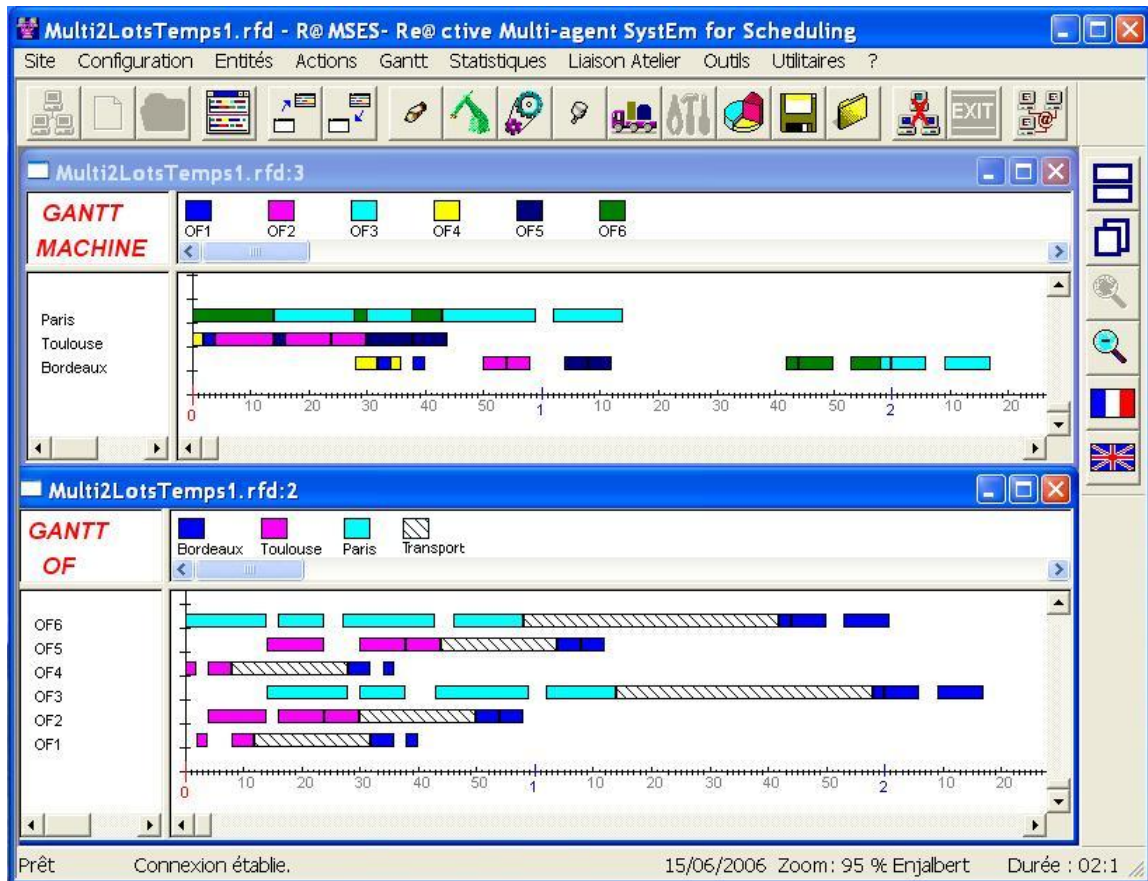 Multi2LotsTemps1.rfd - R@MSES- Re@ctive Multi-agent SystEm for Scheduling
Site Configuration Entités Actions Gantt Statistiques Liaison Atelier Outils Utilitaires ?
EXIT
Multi2LotsTemps1.rfd:3
GANTT
MACHINE
OF1 OF2 OF3 OF4 OF5 OF6
Paris
Toulouse
Bordeaux
0 10 20 30 40 50 1 10 20 30 40 50 2 10 20
Multi2LotsTemps1.rfd:2
GANTT
OF
Bordeaux Toulouse Paris Transport
OF6
OF5
OF4
OF3
OF2
OF1
0 10 20 30 40 50 1 10 20 30 40 50 2 10 20
Prêt Connexion établie. 15/06/2006 Zoom: 95 % Enjalbert Durée : 02:1